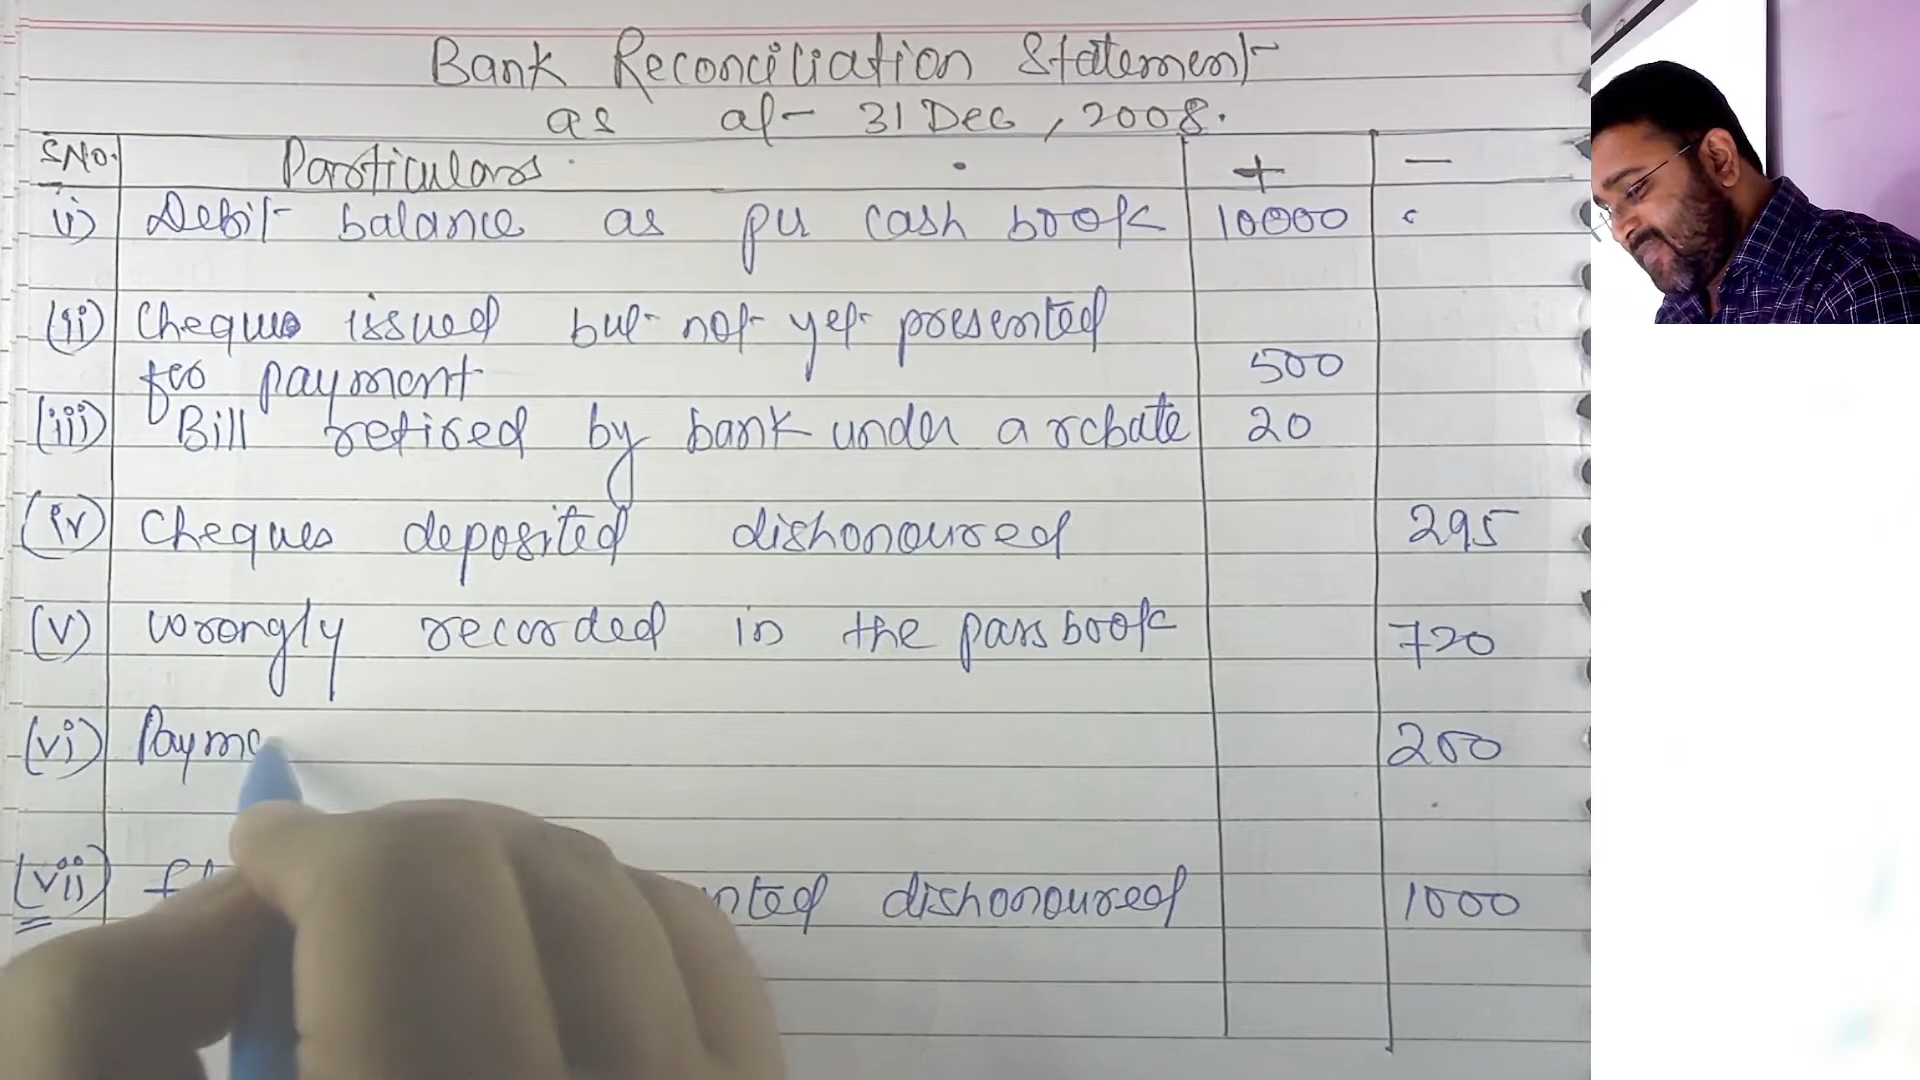 Bank Reconciliation Statement
as at 31 Dec, 2008.
S.No. Particulars + -
(i) Debit balance as per cash book 10000
(ii) Cheques issued but not yet presented
for payment 500
(iii) Bill retired by bank under a rebate 20
(iv) Cheques deposited dishonoured 295
(v) wrongly recorded in the pass book 720
(vi) Payme 200
(vii) dishonoured 1000